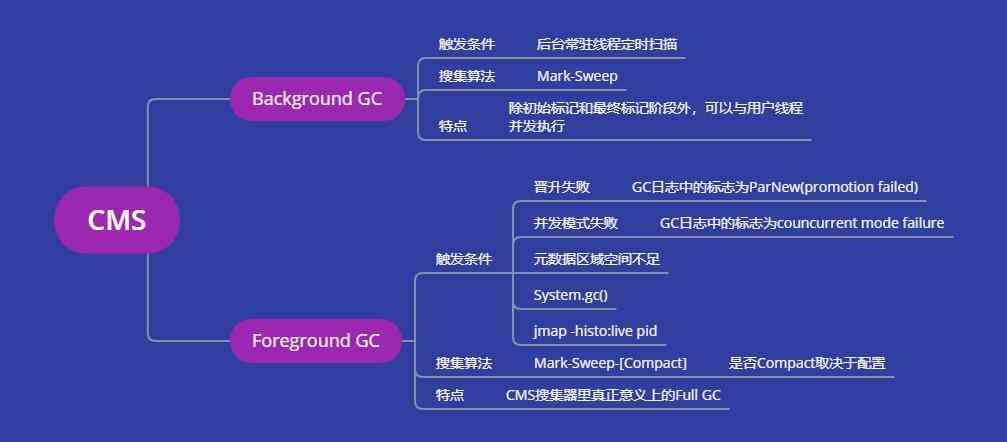 CMS
Background GC
触发条件
后台常驻线程定时扫描
搜集算法
Mark-Sweep
特点
除初始标记和最终标记阶段外，可以与用户线程
并发执行
Foreground GC
触发条件
晋升失败
GC日志中的标志为ParNew(promotion failed)
并发模式失败
GC日志中的标志为councurrent mode failure
元数据区域空间不足
System.gc()
jmap -histo:live pid
搜集算法
Mark-Sweep-[Compact]
是否Compact取决于配置
特点
CMS搜集器里真正意义上的Full GC